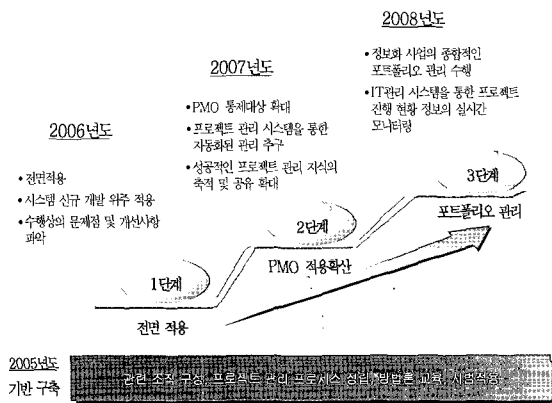 2008년도
• 정보화 사업의 종합적인
포트폴리오 관리 수행
• IT관리 시스템을 통한 프로젝트
진행 현황 정보의 실시간
모니터링
2007년도
• PMO 통제대상 확대
• 프로젝트 관리 시스템을 통한
자동화된 관리 추구
• 성공적인 프로젝트 관리 지식의
축적 및 공유 확대
2006년도
• 전면적용
• 시스템 신규 개발 위주 적용
• 수행상의 문제점 및 개선사항
파악
3단계
포트폴리오 관리
2단계
PMO 적용확산
1단계
전면 적용
2005년도
기반 구축
관련 조직 구성, 프로젝트 관리 프로세스 정립, 방법론 교육, 시범적용